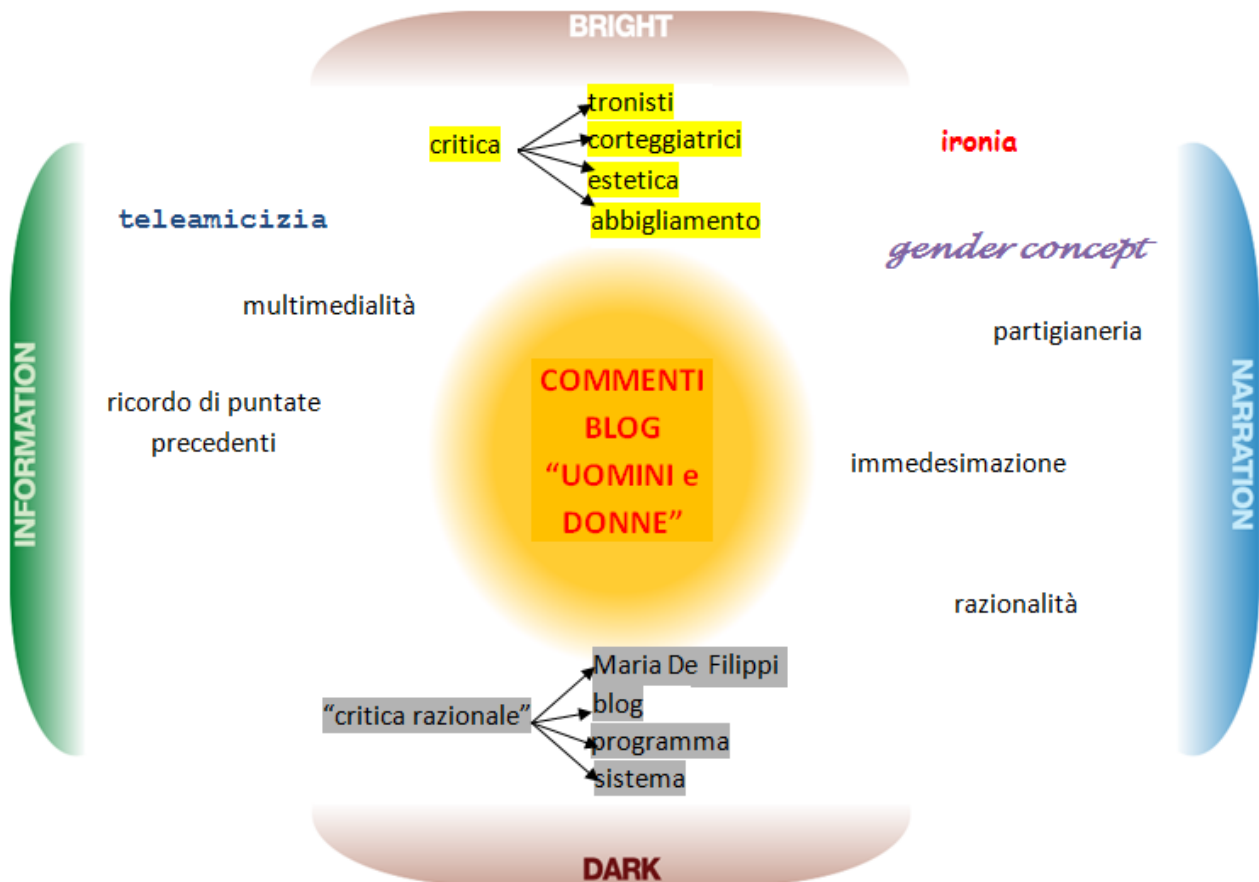 BRIGHT
critica
tronisti
corteggiatrici
estetica
abbigliamento
ironia
teleamicizia
gender concept
multimedialità
partigianeria
INFORMATION
ricordo di puntate
precedenti
COMMENTI
BLOG
“UOMINI e
DONNE”
immedesimazione
NARRATION
razionalità
“critica razionale”
Maria De Filippi
blog
programma
sistema
DARK